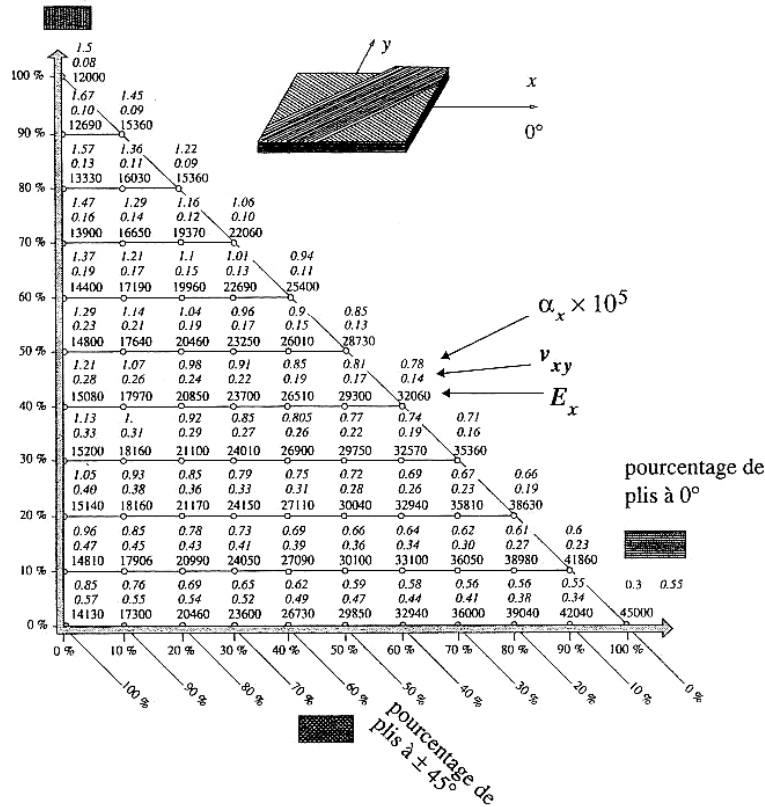 1.5
0.08
y
100 % 12000
1.67 1.45
x
0.10 0.09
12690 15360
90 %
0°
1.57 1.36 1.22
0.13 0.11 0.09
13330 16030 15360
80 %
1.47 1.29 1.16 1.06
0.16 0.14 0.12 0.10
13900 16650 19370 22060
70 %
1.37 1.21 1.1 1.01 0.94
0.19 0.17 0.15 0.13 0.11
14400 17190 19960 22690 25400
60 %
1.29 1.14 1.04 0.96 0.9 0.85
αx × 10⁵
0.23 0.21 0.19 0.17 0.15 0.13
14800 17640 20460 23250 26010 28730
50 %
1.21 1.07 0.98 0.91 0.85 0.81 0.78
νxy
0.28 0.26 0.24 0.22 0.19 0.17 0.14
15080 17970 20850 23700 26510 29300 32060
Ex
40 %
1.13 1. 0.92 0.85 0.805 0.77 0.74 0.71
0.33 0.31 0.29 0.27 0.26 0.22 0.19 0.16
15200 18160 21100 24010 26900 29750 32570 35360
30 %
1.05 0.93 0.85 0.79 0.75 0.72 0.69 0.67 0.66
0.40 0.38 0.36 0.33 0.31 0.28 0.26 0.23 0.19
15140 18160 21170 24150 27110 30040 32940 35810 38630
20 %
pourcentage de
plis à 0°
0.96 0.85 0.78 0.73 0.69 0.66 0.64 0.62 0.61 0.6
0.47 0.45 0.43 0.41 0.39 0.36 0.34 0.30 0.27 0.23
14810 17906 20990 24050 27090 30100 33100 36050 38980 41860
10 %
0.85 0.76 0.69 0.65 0.62 0.59 0.58 0.56 0.56 0.55 0.3 0.55
0.57 0.55 0.54 0.52 0.49 0.47 0.44 0.41 0.38 0.34
14130 17300 20460 23600 26730 29850 32940 36000 39040 42040 45000
0 %
0 % 10 % 20 % 30 % 40 % 50 % 60 % 70 % 80 % 90 % 100 %
100 % 90 % 80 % 70 % 60 % 50 % 40 % 30 % 20 % 10 % 0 %
pourcentage de
plis à ± 45°